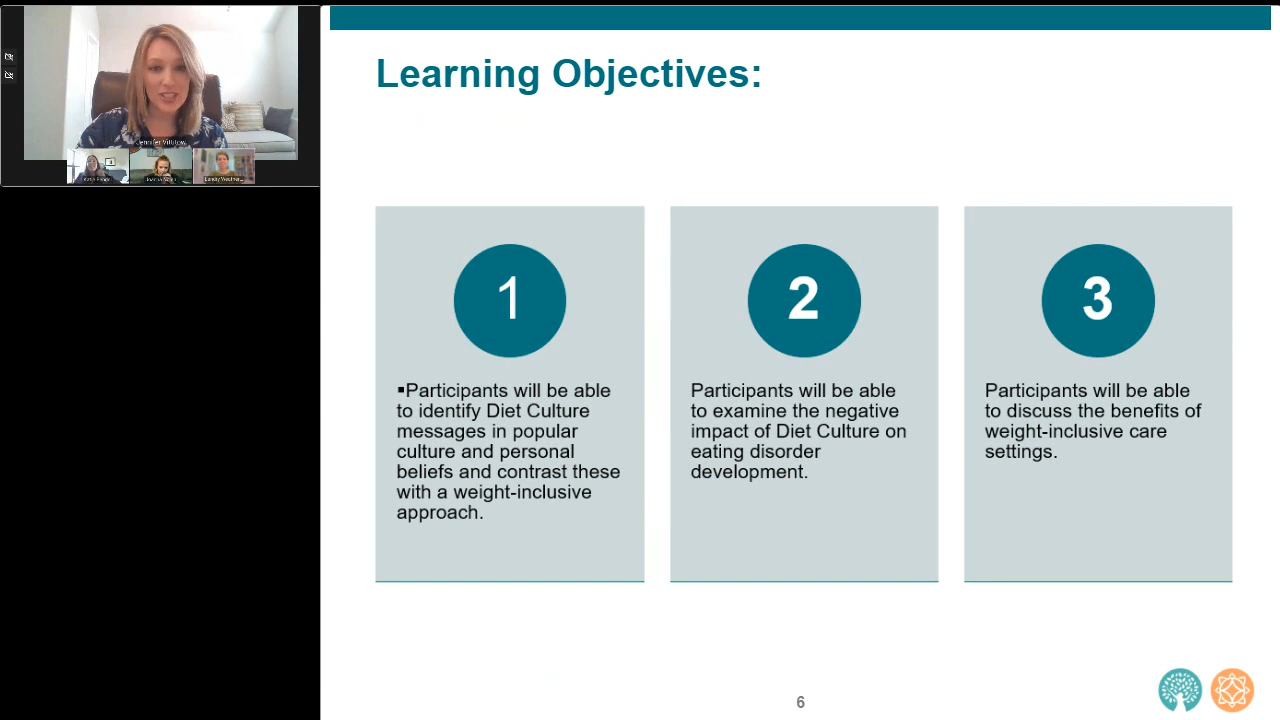 Jennifer Vittitow
Learning Objectives:
1
▪Participants will be able
to identify Diet Culture
messages in popular
culture and personal
beliefs and contrast these
with a weight-inclusive
approach.
2
Participants will be able
to examine the negative
impact of Diet Culture on
eating disorder
development.
3
Participants will be able
to discuss the benefits of
weight-inclusive care
settings.
6